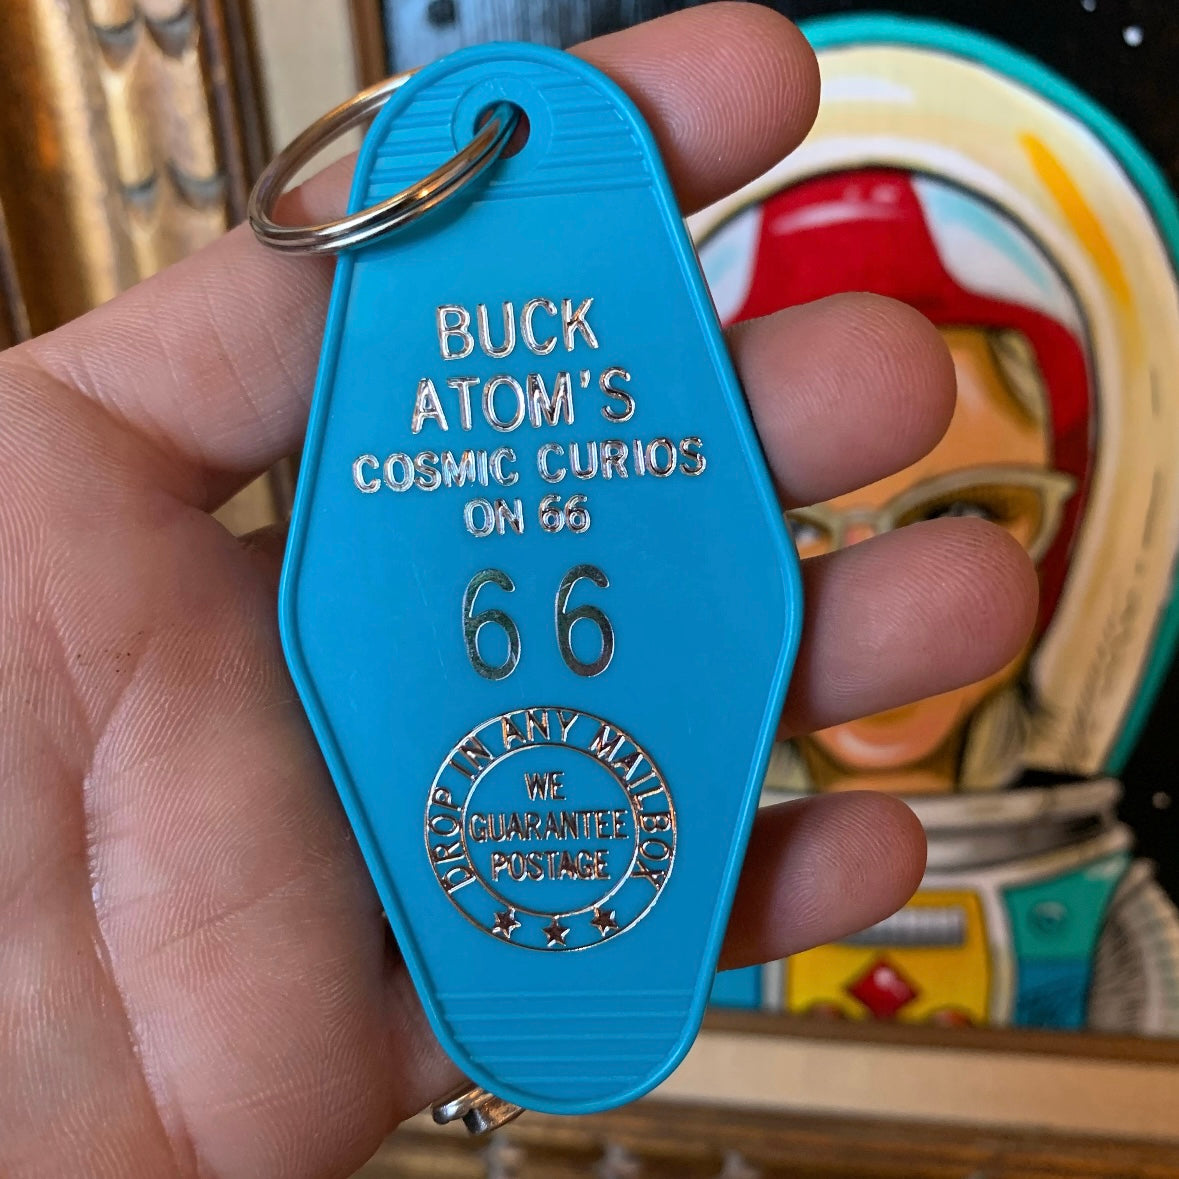 BUCK
ATOM'S
COSMIC CURIOS
ON 66
66
DROP IN ANY MAILBOX
WE
GUARANTEE
POSTAGE